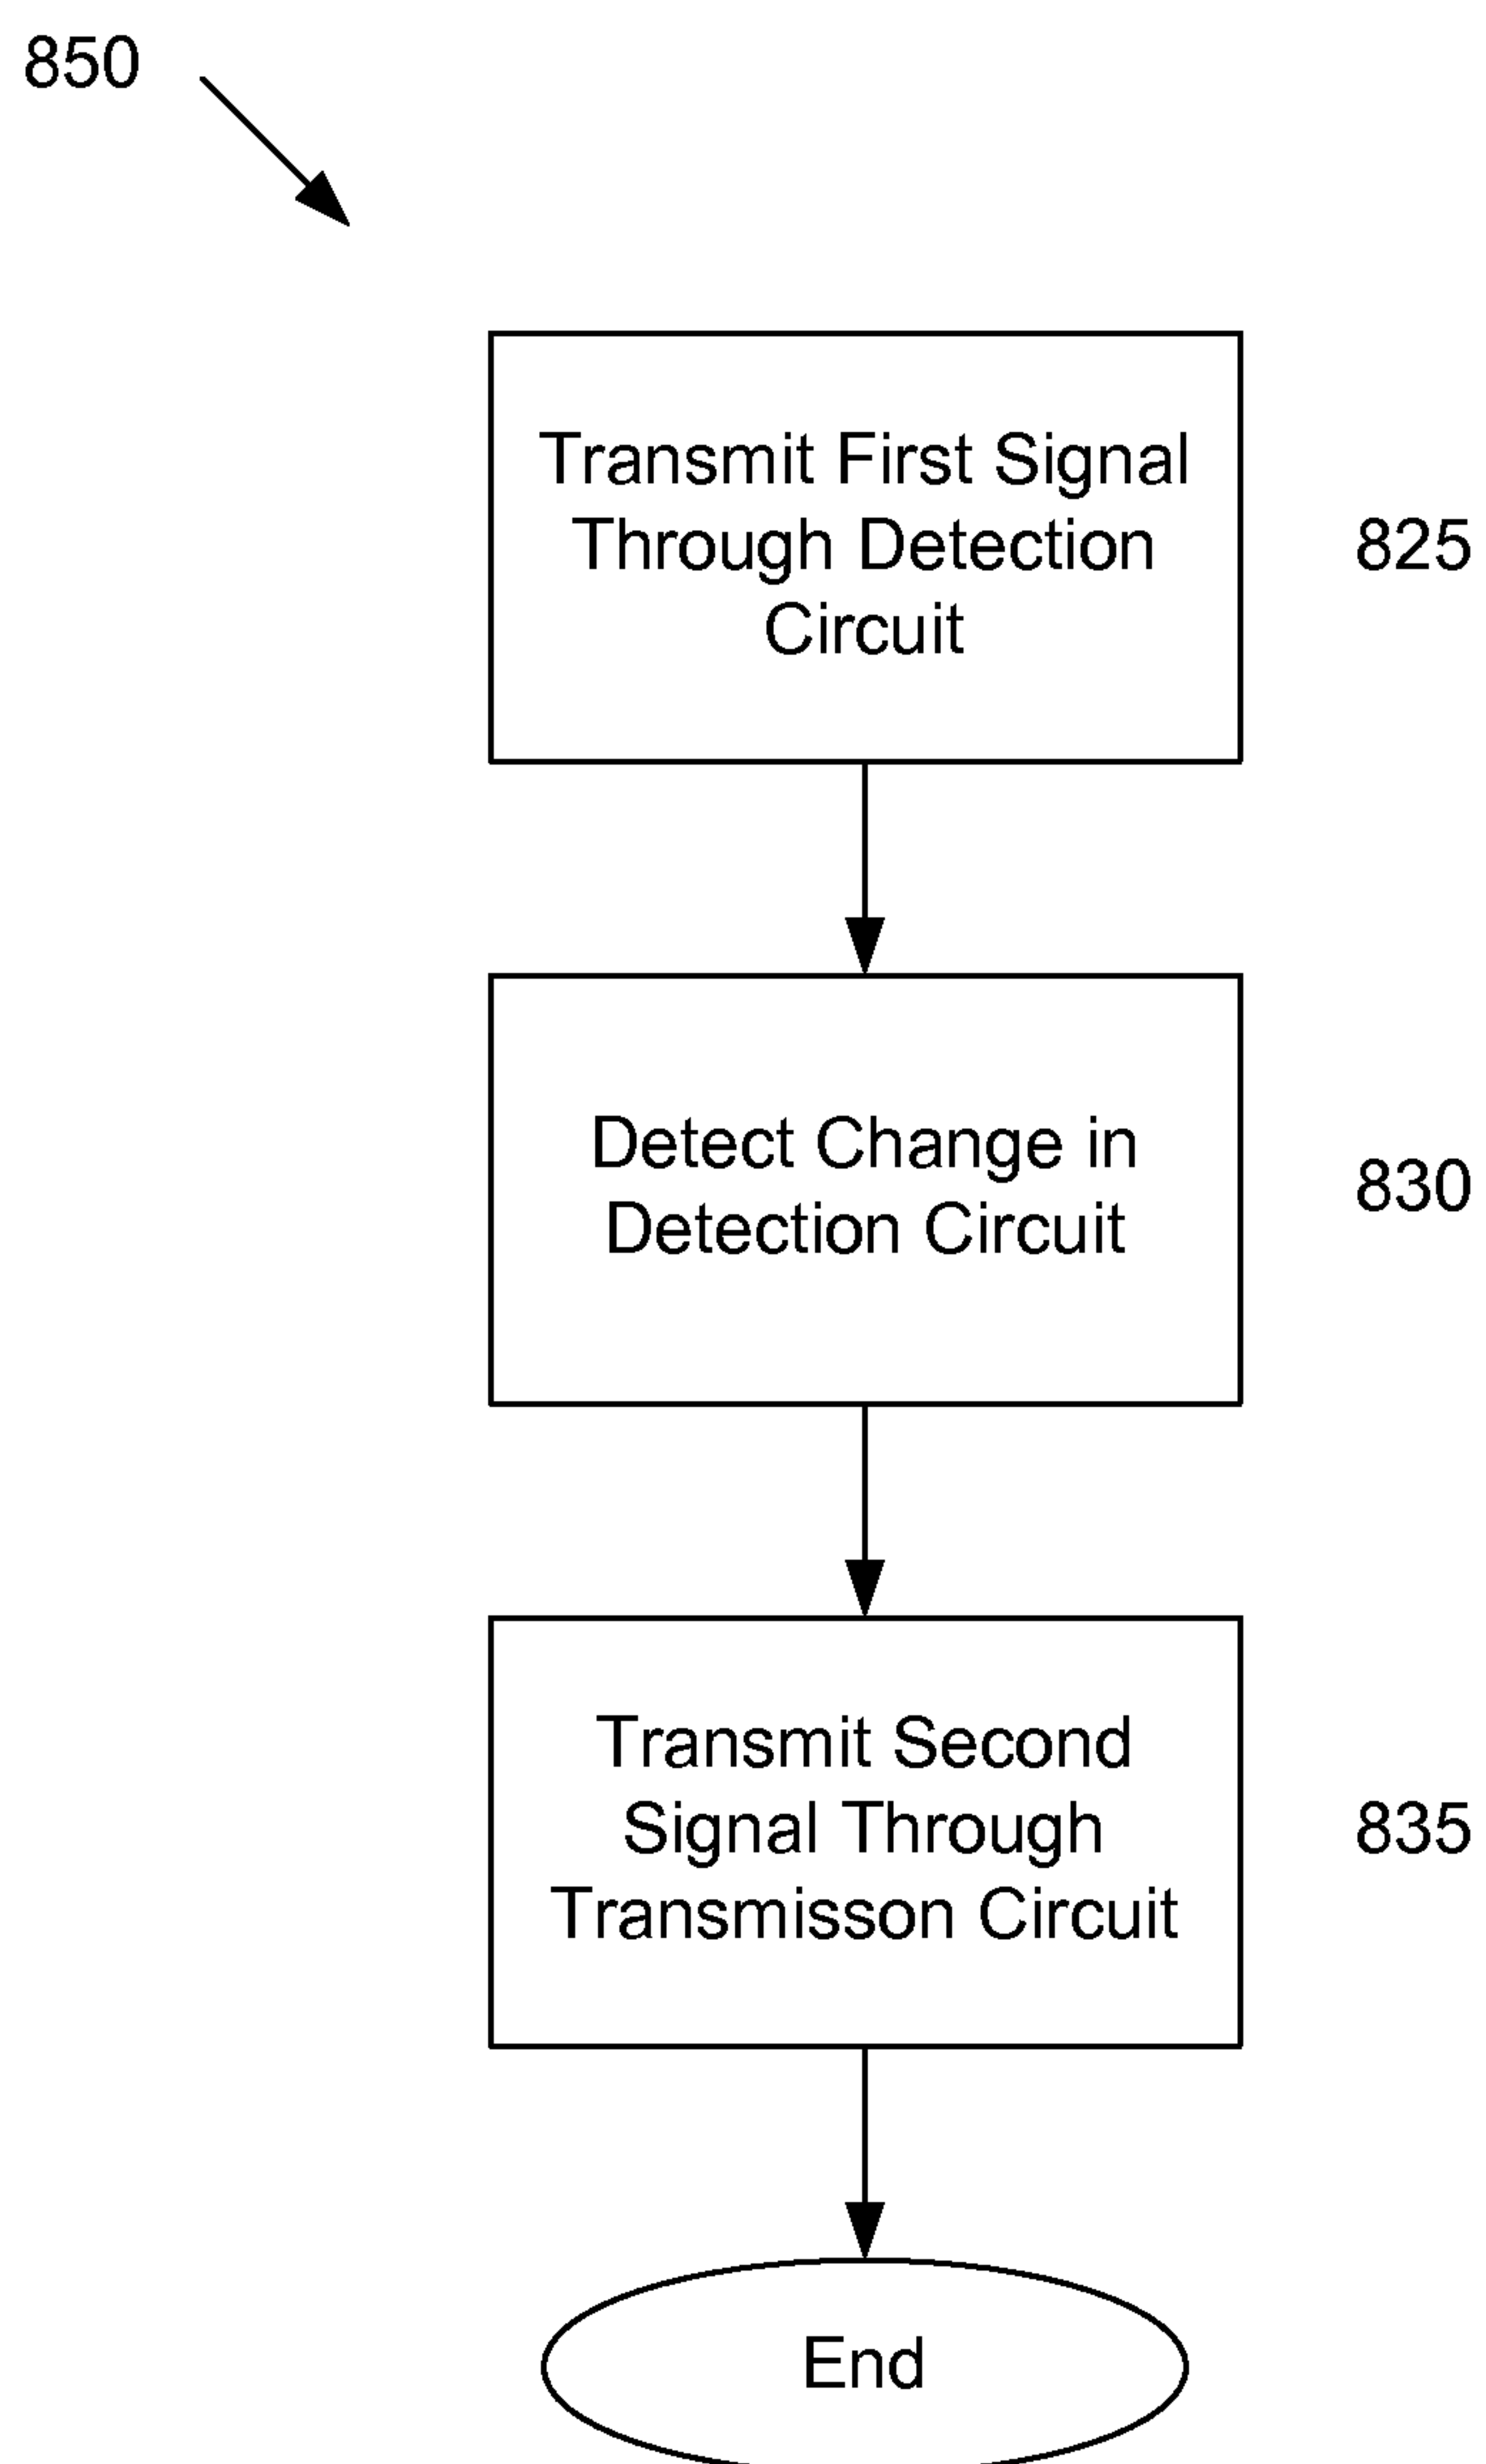 850
Transmit First Signal
Through Detection
Circuit
825
Detect Change in
Detection Circuit
830
Transmit Second
Signal Through
Transmisson Circuit
835
End